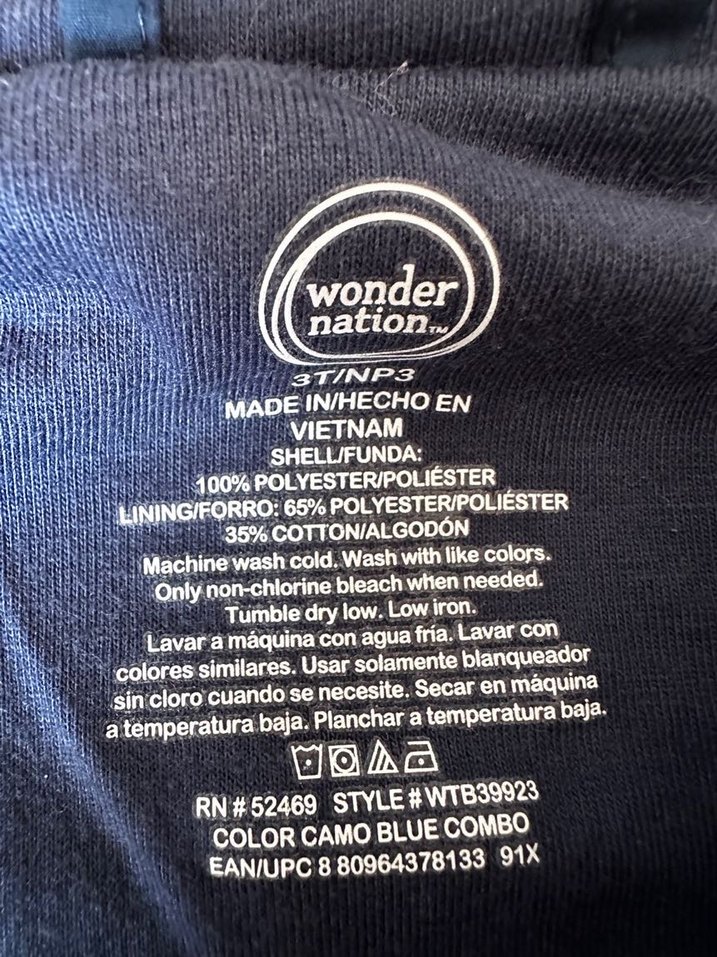 wonder
nation™
3T/NP3
MADE IN/HECHO EN
VIETNAM
SHELL/FUNDA:
100% POLYESTER/POLIÉSTER
LINING/FORRO: 65% POLYESTER/POLIÉSTER
35% COTTON/ALGODÓN
Machine wash cold. Wash with like colors.
Only non-chlorine bleach when needed.
Tumble dry low. Low iron.
Lavar a máquina con agua fría. Lavar con
colores similares. Usar solamente blanqueador
sin cloro cuando se necesite. Secar en máquina
a temperatura baja. Planchar a temperatura baja.
RN # 52469 STYLE # WTB39923
COLOR CAMO BLUE COMBO
EAN/UPC 8 80964378133 91X